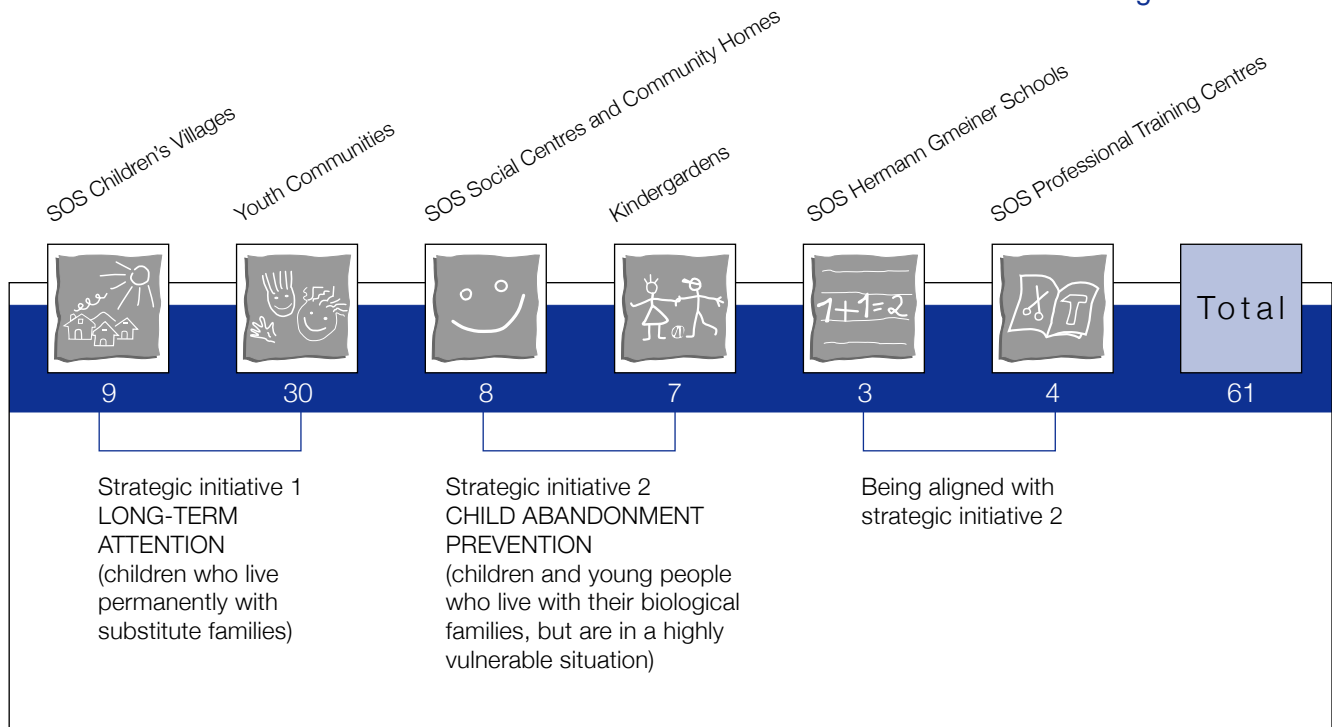 SOS Children's Villages
Youth Communities
SOS Social Centres and Community Homes
Kindergardens
SOS Hermann Gmeiner Schools
SOS Professional Training Centres
1+1=2
Total
9
30
8
7
3
4
61
Strategic initiative 1
LONG-TERM
ATTENTION
(children who live
permanently with
substitute families)
Strategic initiative 2
CHILD ABANDONMENT
PREVENTION
(children and young people
who live with their biological
families, but are in a highly
vulnerable situation)
Being aligned with
strategic initiative 2